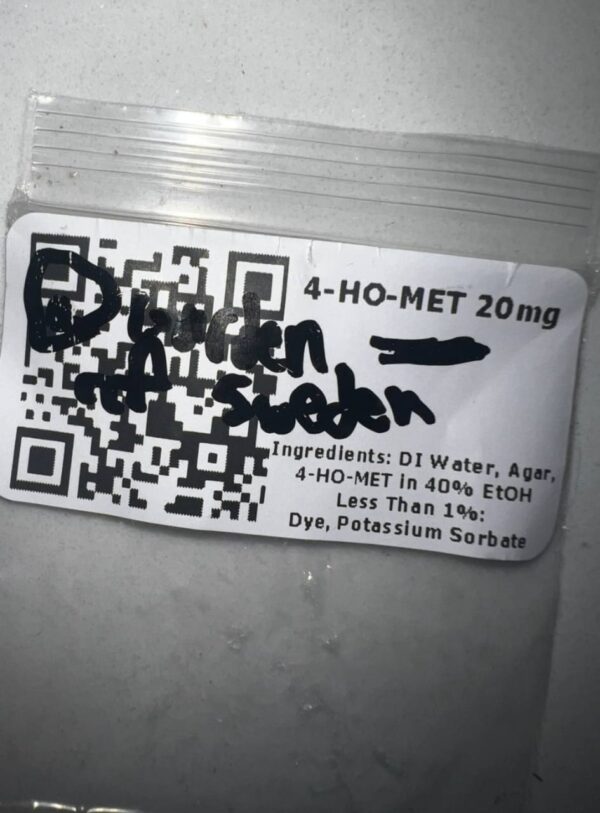 4-HO-MET 20mg
Sweden
Ingredients: DI Water, Agar,
4-HO-MET in 40% EtOH
Less Than 1%:
Dye, Potassium Sorbate